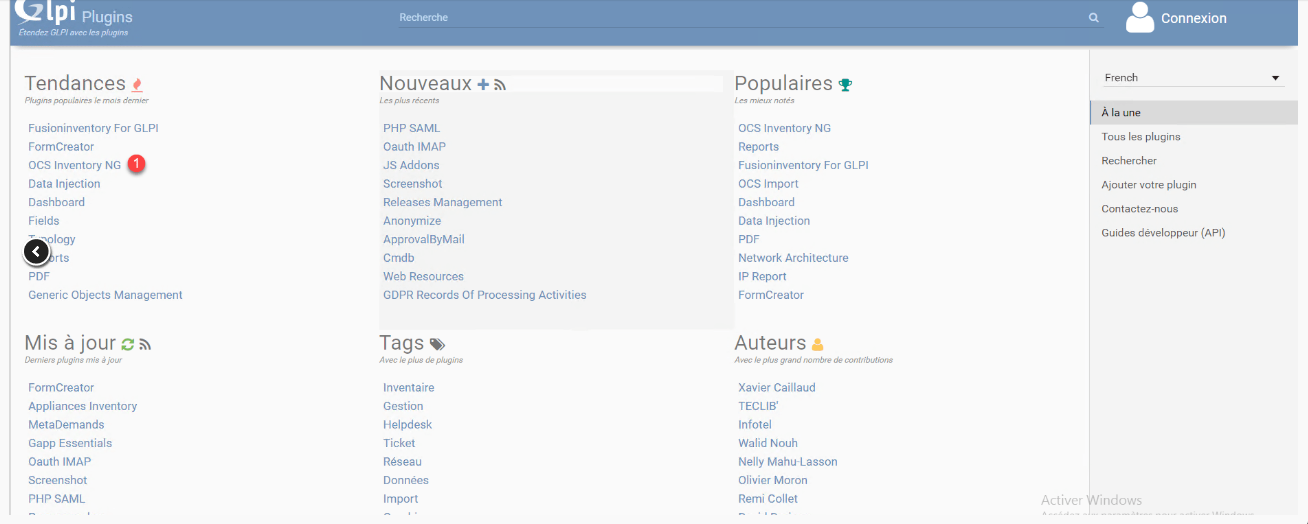 Glpi Plugins
Étendez GLPI avec les plugins
Recherche
Connexion
Tendances
Plugins populaires le mois dernier
Fusioninventory For GLPI
FormCreator
OCS Inventory NG 1
Data Injection
Dashboard
Fields
PDF
Generic Objects Management
Nouveaux
Les plus récents
PHP SAML
Oauth IMAP
JS Addons
Screenshot
Releases Management
Anonymize
ApprovalByMail
Cmdb
Web Resources
GDPR Records Of Processing Activities
Populaires
Les mieux notés
OCS Inventory NG
Reports
Fusioninventory For GLPI
OCS Import
Dashboard
Data Injection
PDF
Network Architecture
IP Report
FormCreator
French
À la une
Tous les plugins
Rechercher
Ajouter votre plugin
Contactez-nous
Guides développeur (API)
Mis à jour
Derniers plugins mis à jour
FormCreator
Appliances Inventory
MetaDemands
Gapp Essentials
Oauth IMAP
Screenshot
PHP SAML
Tags
Avec le plus de plugins
Inventaire
Gestion
Helpdesk
Ticket
Réseau
Données
Import
Auteurs
Avec le plus grand nombre de contributions
Xavier Caillaud
TECLIB'
Infotel
Walid Nouh
Nelly Mahu-Lasson
Olivier Moron
Remi Collet
Activer Windows